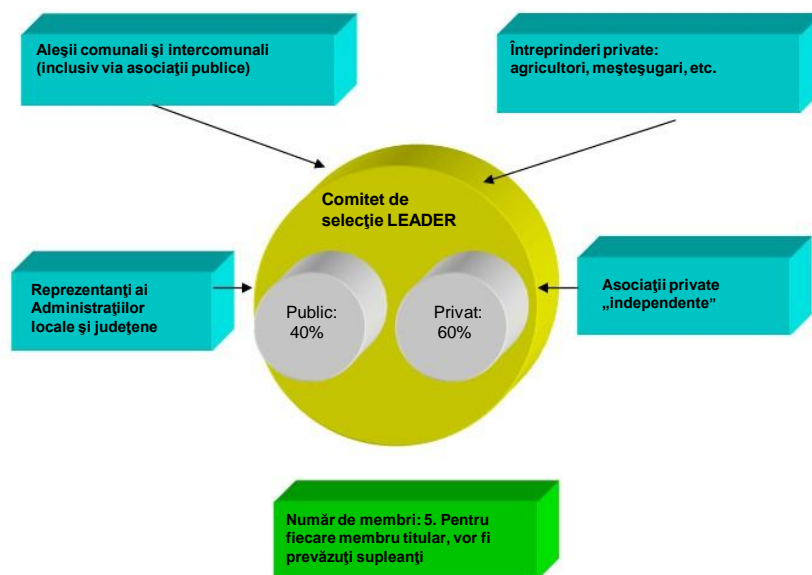 Aleşii comunali şi intercomunali
(inclusiv via asociaţii publice)
Întreprinderi private:
agricultori, meşteşugari, etc.
Comitet de
selecţie LEADER
Reprezentanţi ai
Administraţiilor
locale şi judeţene
Public:
40%
Privat:
60%
Asociaţii private
„independente”
Număr de membri: 5. Pentru
fiecare membru titular, vor fi
prevăzuţi supleanţi